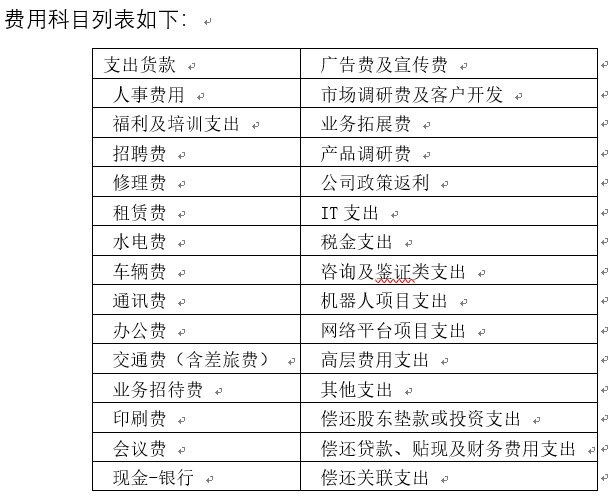 费用科目列表如下：
支出货款 广告费及宣传费
人事费用 市场调研费及客户开发
福利及培训支出 业务拓展费
招聘费 产品调研费
修理费 公司政策返利
租赁费 IT 支出
水电费 税金支出
车辆费 咨询及鉴证类支出
通讯费 机器人项目支出
办公费 网络平台项目支出
交通费（含差旅费） 高层费用支出
业务招待费 其他支出
印刷费 偿还股东垫款或投资支出
会议费 偿还贷款、贴现及财务费用支出
现金-银行 偿还关联支出